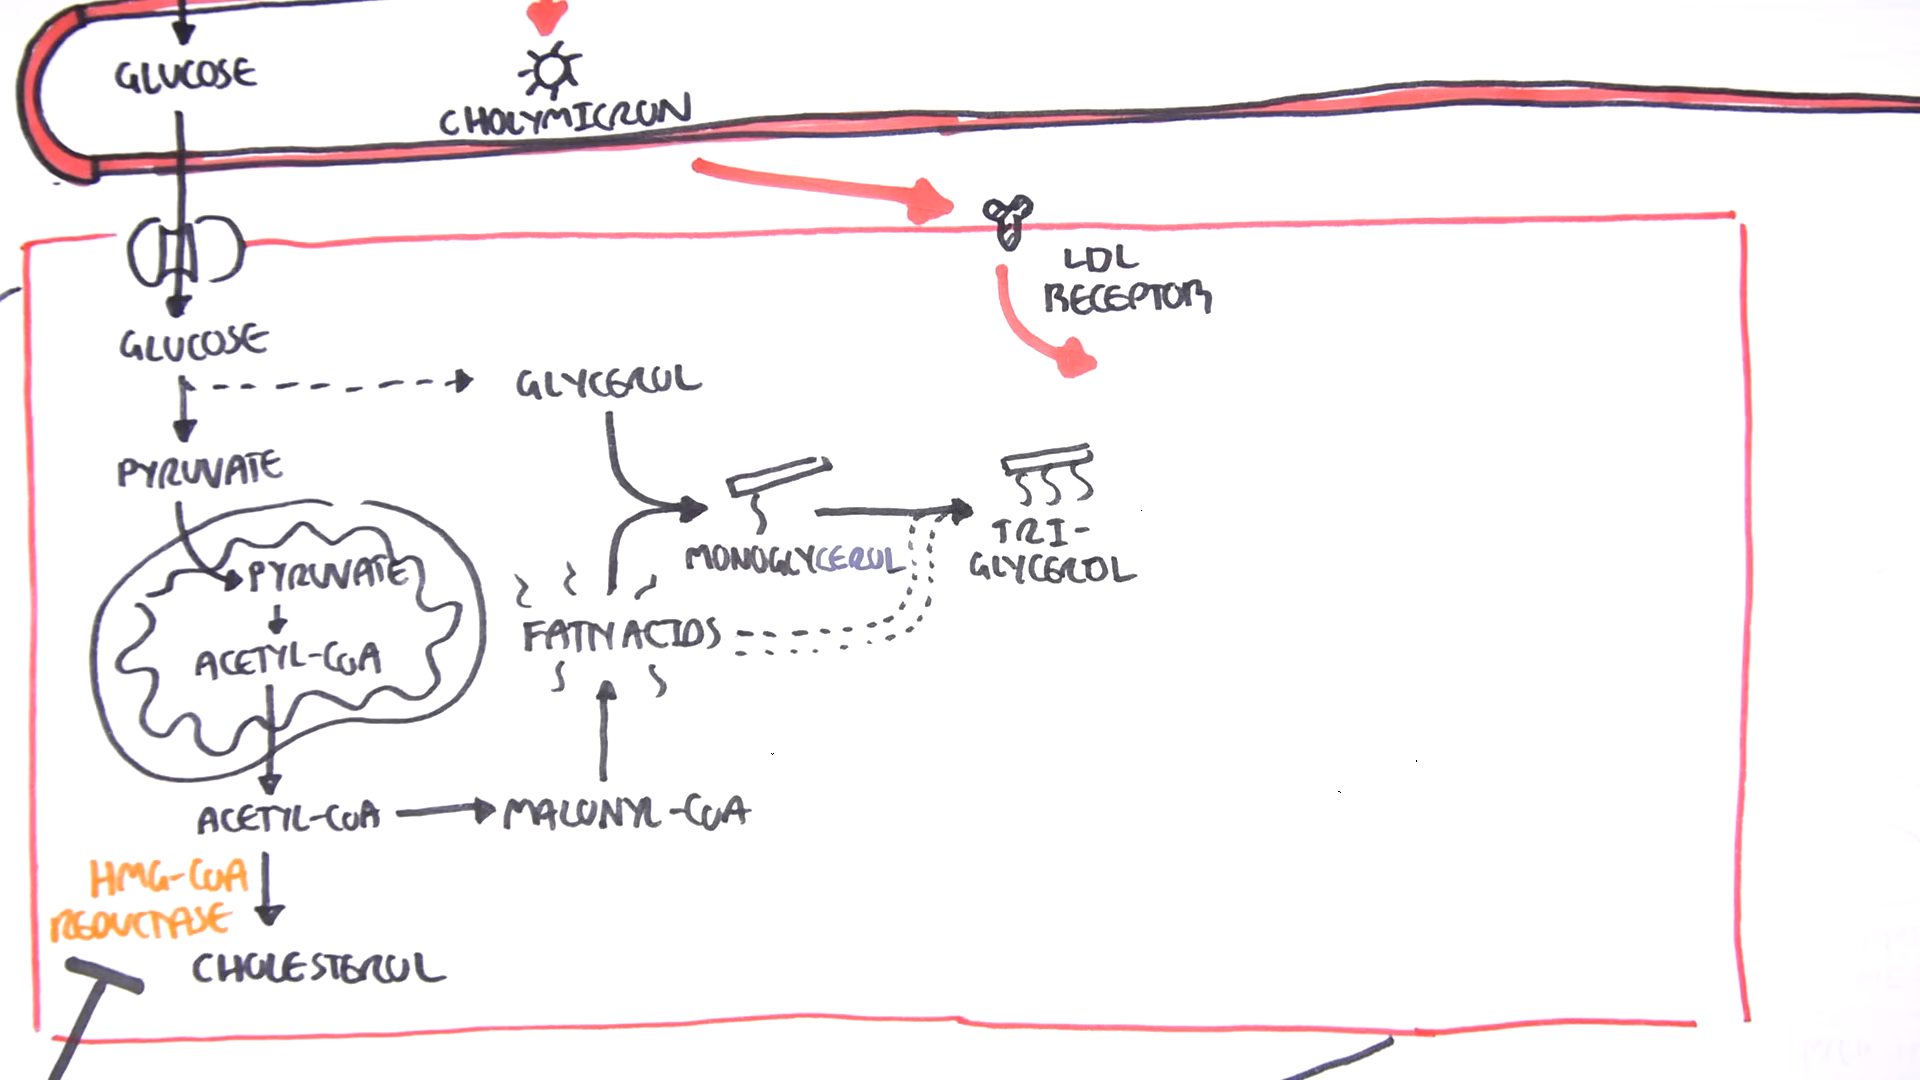 GLUCOSE
CHOLYMICRON
LDL
RECEPTOR
GLUCOSE
GLYCEROL
PYRUVATE
MONOGLYCEROL
TRI-
GLYCEROL
PYRUVATE
FATTY ACIDS
ACETYL-COA
ACETYL-COA
MALONYL-COA
HMG-COA
REDUCTASE
CHOLESTEROL